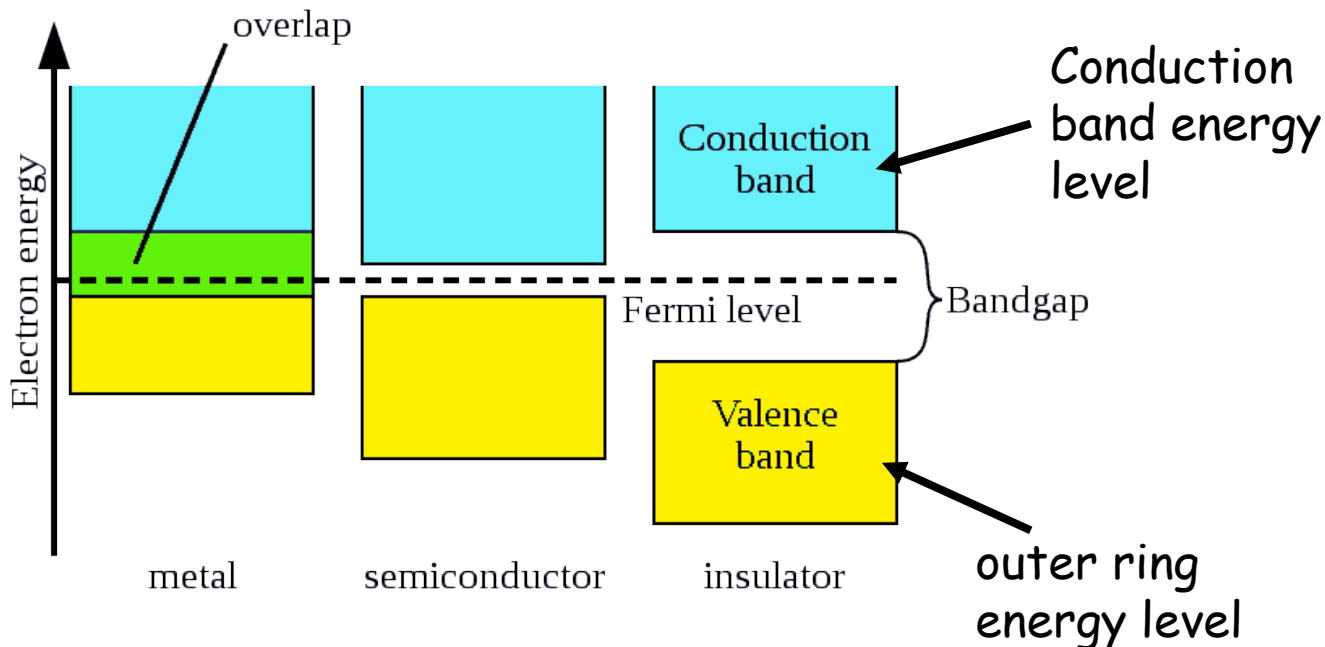 overlap
Electron energy
Conduction
band
Conduction
band energy
level
Fermi level
Bandgap
Valence
band
metal
semiconductor
insulator
outer ring
energy level